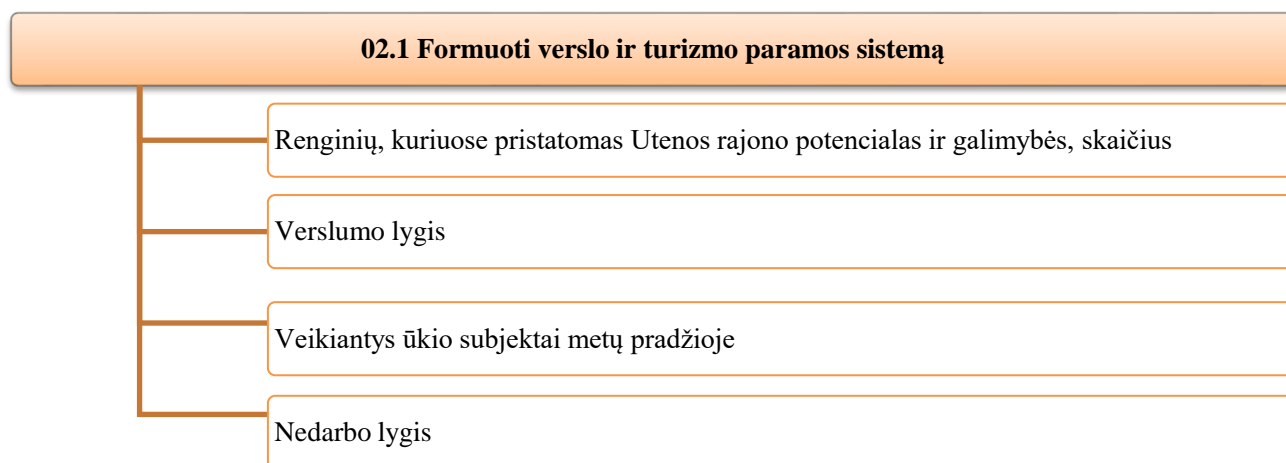 02.1 Formuoti verslo ir turizmo paramos sistemą
Renginių, kuriuose pristatomas Utenos rajono potencialas ir galimybės, skaičius
Verslumo lygis
Veikiantys ūkio subjektai metų pradžioje
Nedarbo lygis